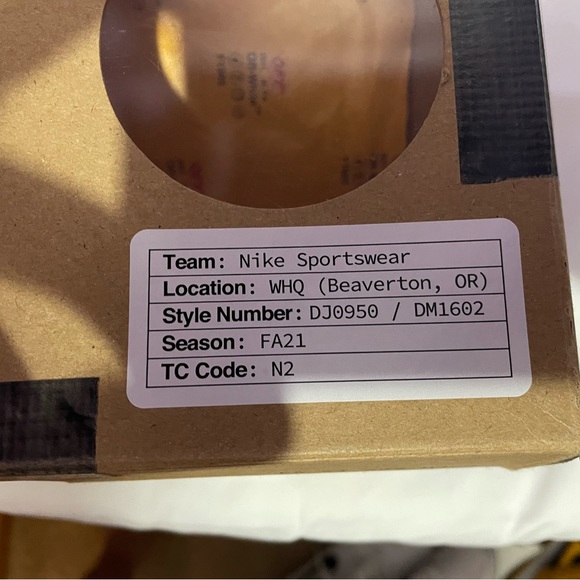 Team: Nike Sportswear
Location: WHQ (Beaverton, OR)
Style Number: DJ0950 / DM1602
Season: FA21
TC Code: N2